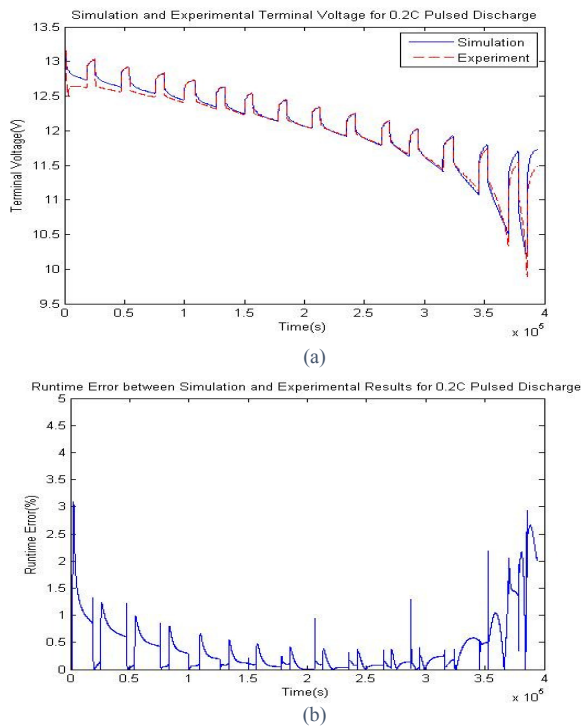 Simulation and Experimental Terminal Voltage for 0.2C Pulsed Discharge
Simulation
Experiment
Terminal Voltage(V)
13.5
13
12.5
12
11.5
11
10.5
10
9.5
0 0.5 1 1.5 2 2.5 3 3.5 4
Time(s)
x 10⁵
(a)
Runtime Error between Simulation and Experimental Results for 0.2C Pulsed Discharge
Runtime Error(%)
5
4.5
4
3.5
3
2.5
2
1.5
1
0.5
0
0 0.5 1 1.5 2 2.5 3 3.5 4
Time(s)
x 10⁵
(b)